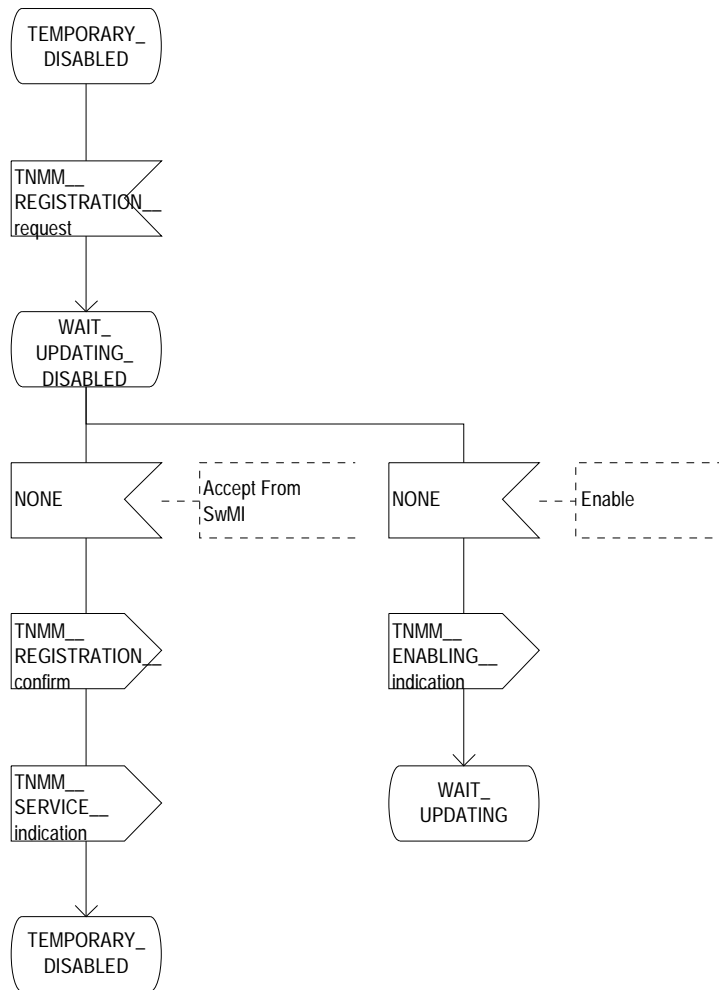 TEMPORARY_
DISABLED
TNMM__
REGISTRATION__
request
WAIT_
UPDATING_
DISABLED
NONE
Accept From
SwMI
NONE
Enable
TNMM__
REGISTRATION__
confirm
TNMM__
ENABLING__
indication
TNMM__
SERVICE__
indication
WAIT_
UPDATING
TEMPORARY_
DISABLED